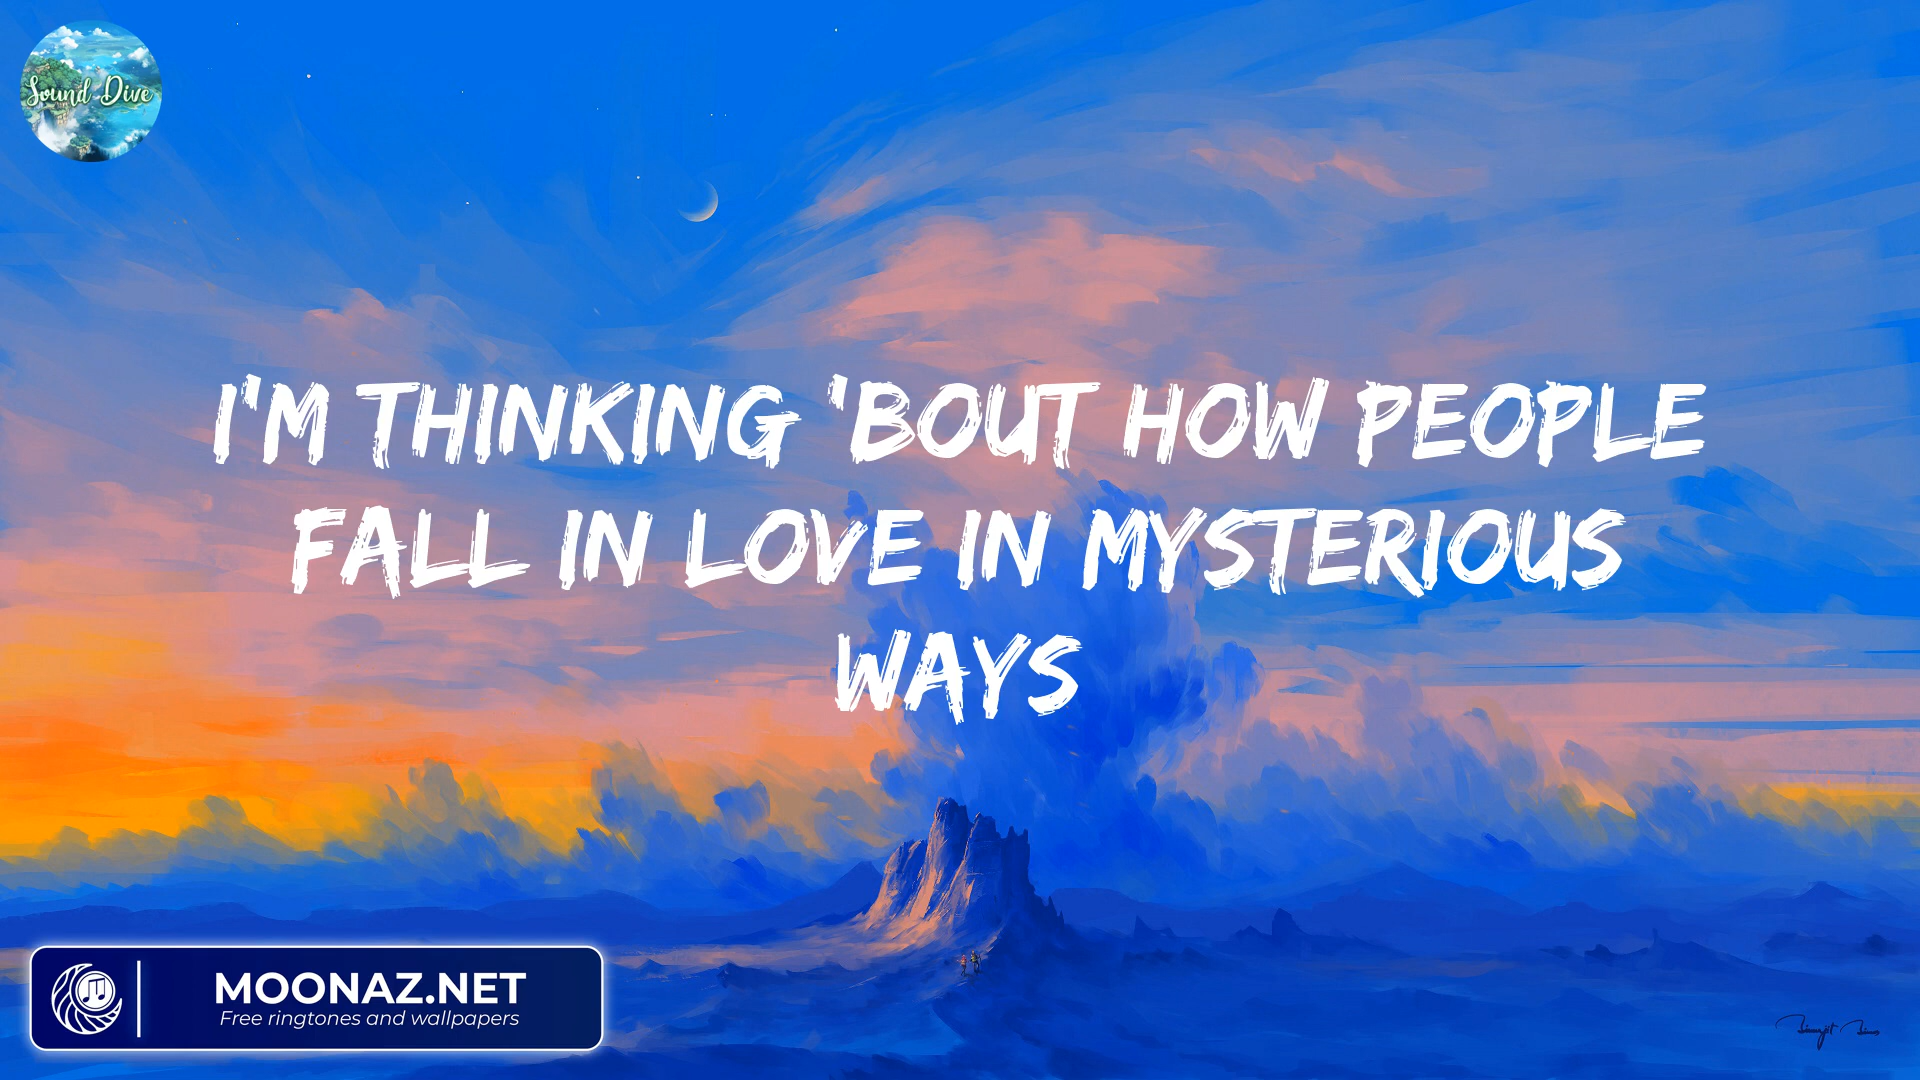 Sound Dive
I'M THINKING 'BOUT HOW PEOPLE
FALL IN LOVE IN MYSTERIOUS
WAYS
MOONAZ.NET
Free ringtones and wallpapers